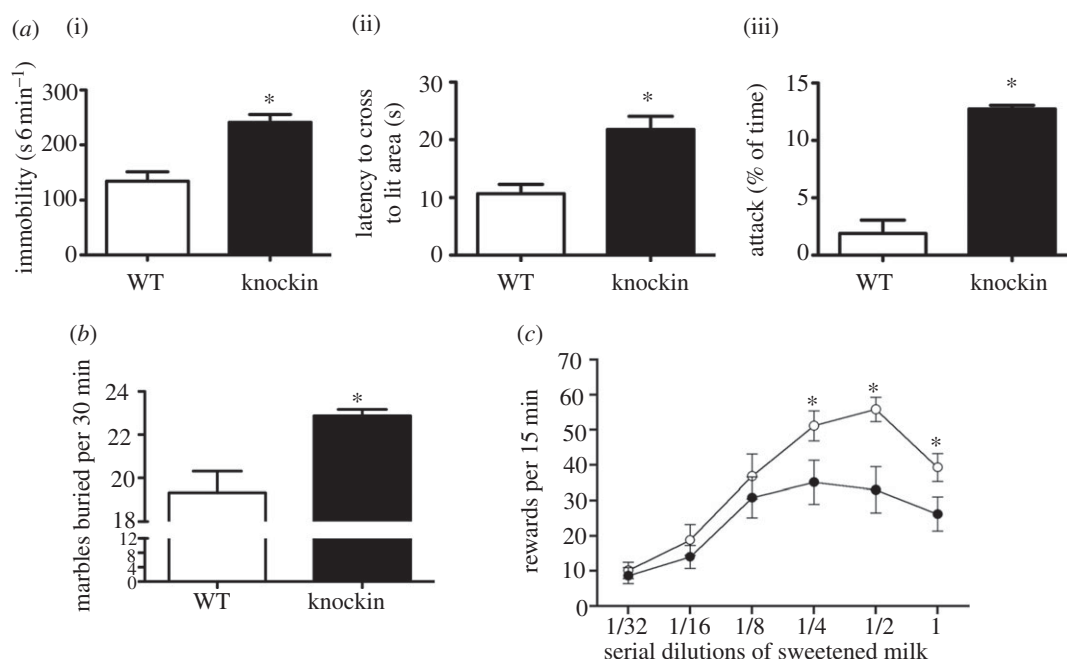 (a) (i)
immobility (s 6 min⁻¹)
300
200
100
0
*
WT
knockin
(ii)
latency to cross
to lit area (s)
30
20
10
0
*
WT
knockin
(iii)
attack (% of time)
15
10
5
0
*
WT
knockin
(b)
marbles buried per 30 min
24
22
20
18
12
8
4
0
*
WT
knockin
(c)
rewards per 15 min
70
60
50
40
30
20
10
0
* * *
1/32 1/16 1/8 1/4 1/2 1
serial dilutions of sweetened milk